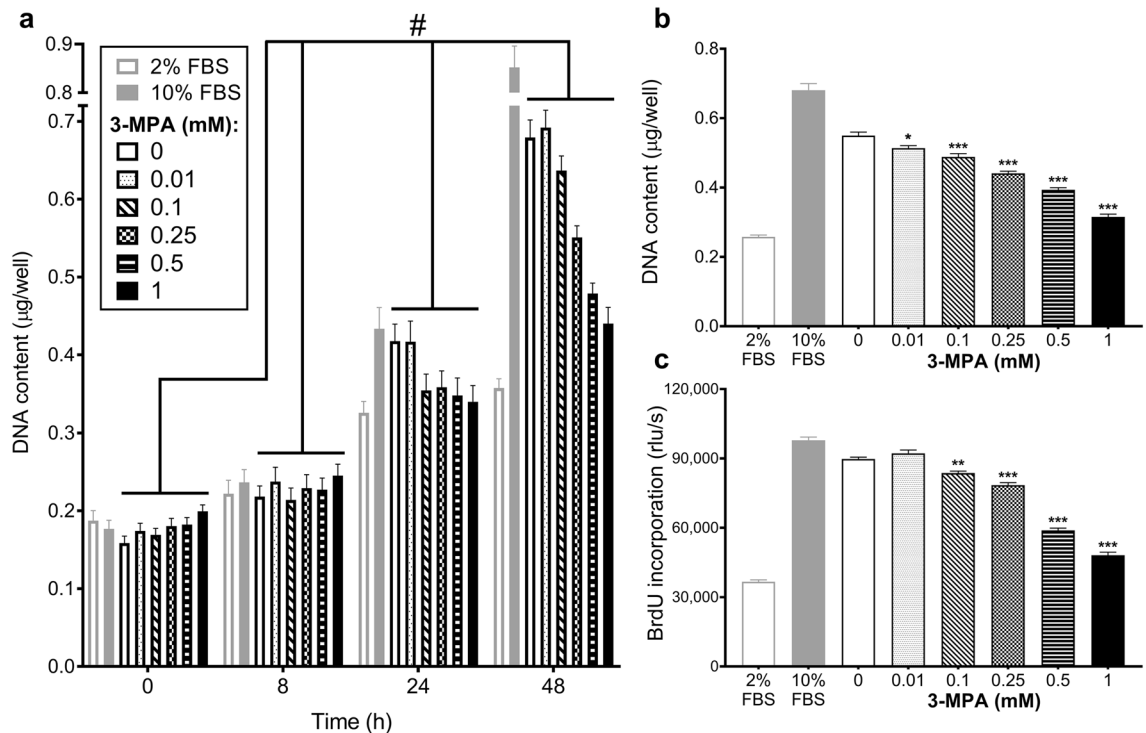 a
#
0.9
0.8
0.7
0.6
0.5
0.4
0.3
0.2
0.1
0.0
DNA content (μg/well)
2% FBS
10% FBS
3-MPA (mM):
0
0.01
0.1
0.25
0.5
1
0 8 24 48
Time (h)
b
DNA content (μg/well)
0.8
0.6
0.4
0.2
0.0
* *** *** *** ***
2% FBS 10% FBS 0 0.01 0.1 0.25 0.5 1
3-MPA (mM)
c
BrdU incorporation (rlu/s)
120,000
90,000
60,000
30,000
0
** *** *** ***
2% FBS 10% FBS 0 0.01 0.1 0.25 0.5 1
3-MPA (mM)